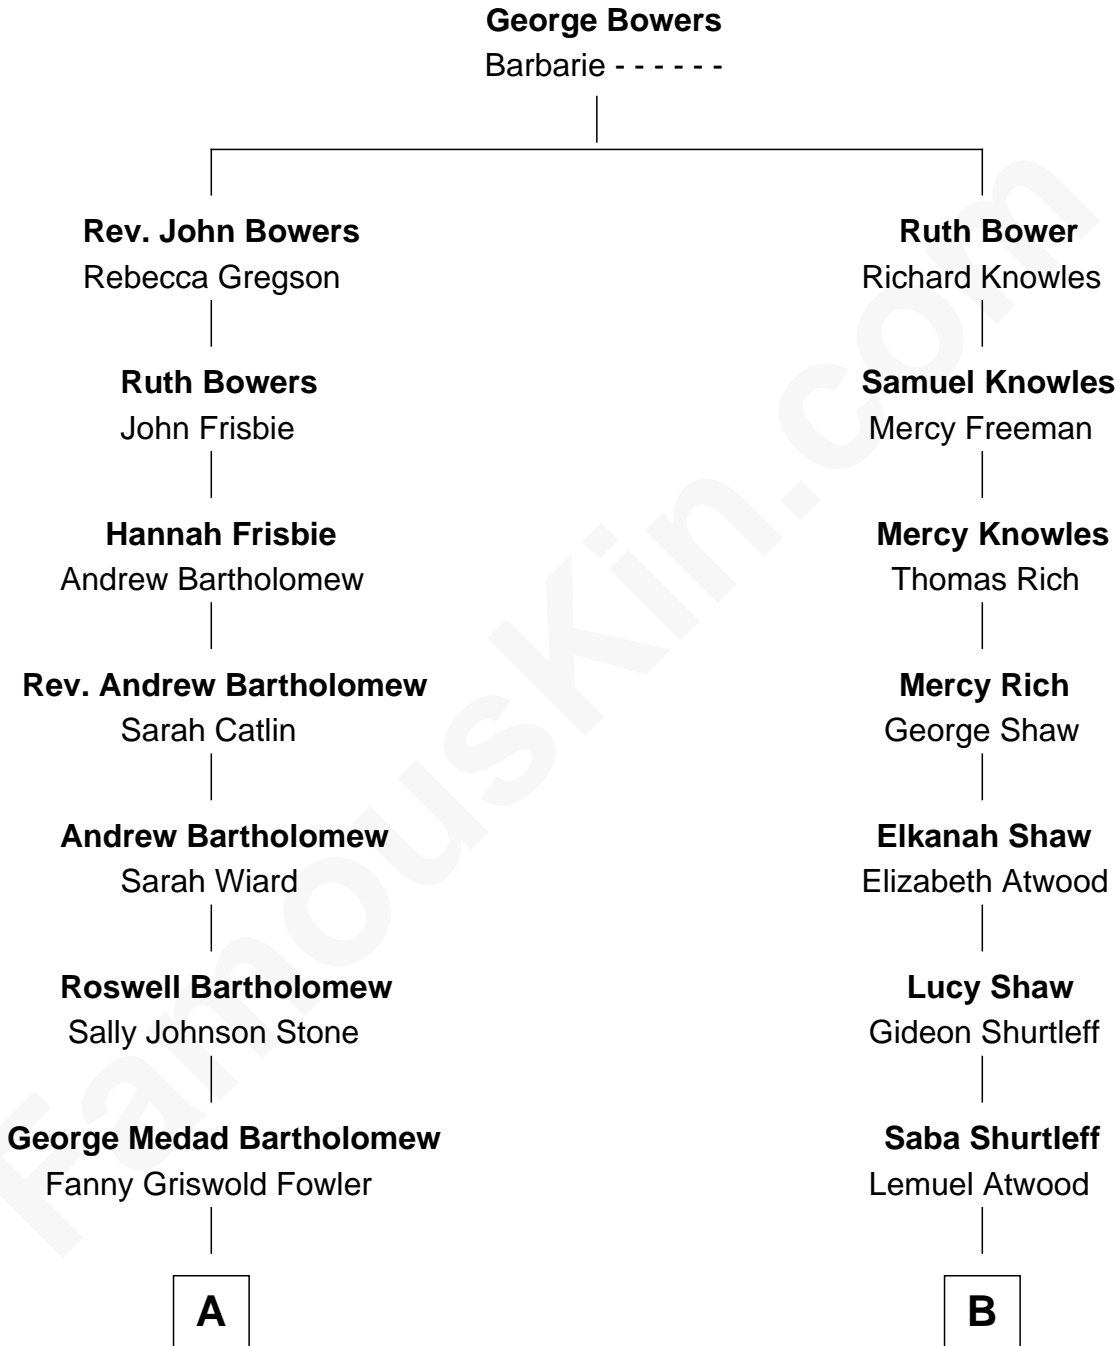 George Bowers
Barbarie - - - - - -
Rev. John Bowers
Rebecca Gregson
Ruth Bowers
John Frisbie
Hannah Frisbie
Andrew Bartholomew
Rev. Andrew Bartholomew
Sarah Catlin
Andrew Bartholomew
Sarah Wiard
Roswell Bartholomew
Sally Johnson Stone
George Medad Bartholomew
Fanny Griswold Fowler
A
Ruth Bower
Richard Knowles
Samuel Knowles
Mercy Freeman
Mercy Knowles
Thomas Rich
Mercy Rich
George Shaw
Elkanah Shaw
Elizabeth Atwood
Lucy Shaw
Gideon Shurtleff
Saba Shurtleff
Lemuel Atwood
B
FamousKin.com